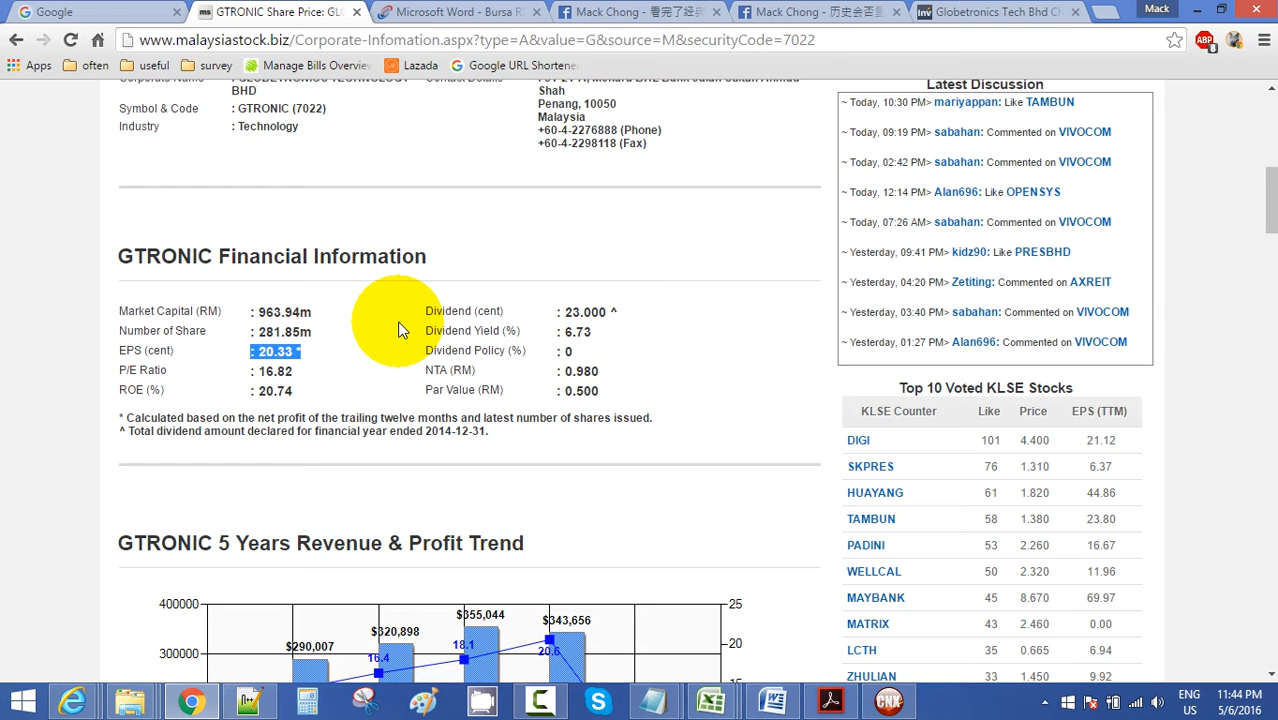 Google
GTRONIC Share Price: GL
Microsoft Word - Bursa R
Mack Chong - 看完了经
Mack Chong - 历史会否
Globetronics Tech Bhd Ch
Mack
www.malaysiastock.biz/Corporate-Infomation.aspx?type=A&value=G&source=M&securityCode=7022
ABP
8
Apps
often
useful
survey
Manage Bills Overview
Lazada
Google URL Shortene
BHD
Symbol & Code : GTRONIC (7022)
Industry : Technology
Shah
Penang, 10050
Malaysia
+60-4-2276888 (Phone)
+60-4-2298118 (Fax)
GTRONIC Financial Information
Market Capital (RM) : 963.94m
Number of Share : 281.85m
EPS (cent) : 20.33 *
P/E Ratio : 16.82
ROE (%) : 20.74
Dividend (cent) : 23.000 ^
Dividend Yield (%) : 6.73
Dividend Policy (%) : 0
NTA (RM) : 0.980
Par Value (RM) : 0.500
* Calculated based on the net profit of the trailing twelve months and latest number of shares issued.
^ Total dividend amount declared for financial year ended 2014-12-31.
GTRONIC 5 Years Revenue & Profit Trend
400000
300000
$290,007
$320,898
$355,044
$343,656
16.4
18.1
20.6
25
20
Latest Discussion
~ Today, 10:30 PM> mariyappan: Like TAMBUN
~ Today, 09:19 PM> sabahan: Commented on VIVOCOM
~ Today, 02:42 PM> sabahan: Commented on VIVOCOM
~ Today, 12:14 PM> Alan696: Like OPENSYS
~ Today, 07:26 AM> sabahan: Commented on VIVOCOM
~ Yesterday, 09:41 PM> kidz90: Like PRESBHD
~ Yesterday, 04:20 PM> Zetiting: Commented on AXREIT
~ Yesterday, 03:40 PM> sabahan: Commented on VIVOCOM
~ Yesterday, 01:27 PM> Alan696: Commented on VIVOCOM
Top 10 Voted KLSE Stocks
KLSE Counter Like Price EPS (TTM)
DIGI 101 4.400 21.12
SKPRES 76 1.310 6.37
HUAYANG 61 1.820 44.86
TAMBUN 58 1.380 23.80
PADINI 53 2.260 16.67
WELLCAL 50 2.320 11.96
MAYBANK 45 8.670 69.97
MATRIX 43 2.460 0.00
LCTH 35 0.665 6.94
ZHULIAN 33 1.450 9.92
CNX
ENG
US
11:44 PM
5/6/2016